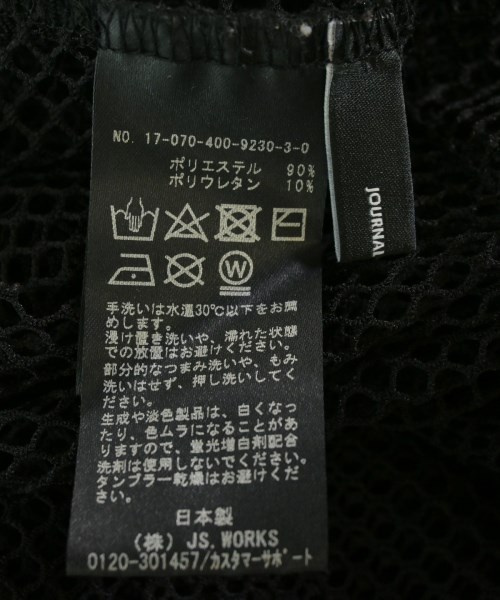 NO. 17-070-400-9230-3-0
ポリエステル 90%
ポリウレタン 10%
W
手洗いは水温30℃以下をお薦
めします。
浸け置き洗いや、濡れた状態
での放置はお避けください。
部分的なつまみ洗いや、もみ
洗いはせず、押し洗いしてく
ださい。
生成や淡色製品は、白くなっ
たり、色ムラになることがあ
りますので、蛍光増白剤配合
洗剤は使用しないでください。
タンブラー乾燥はお避けくだ
さい。
日本製
(株) JS.WORKS
0120-301457/カスタマーサポート
JOURNAL